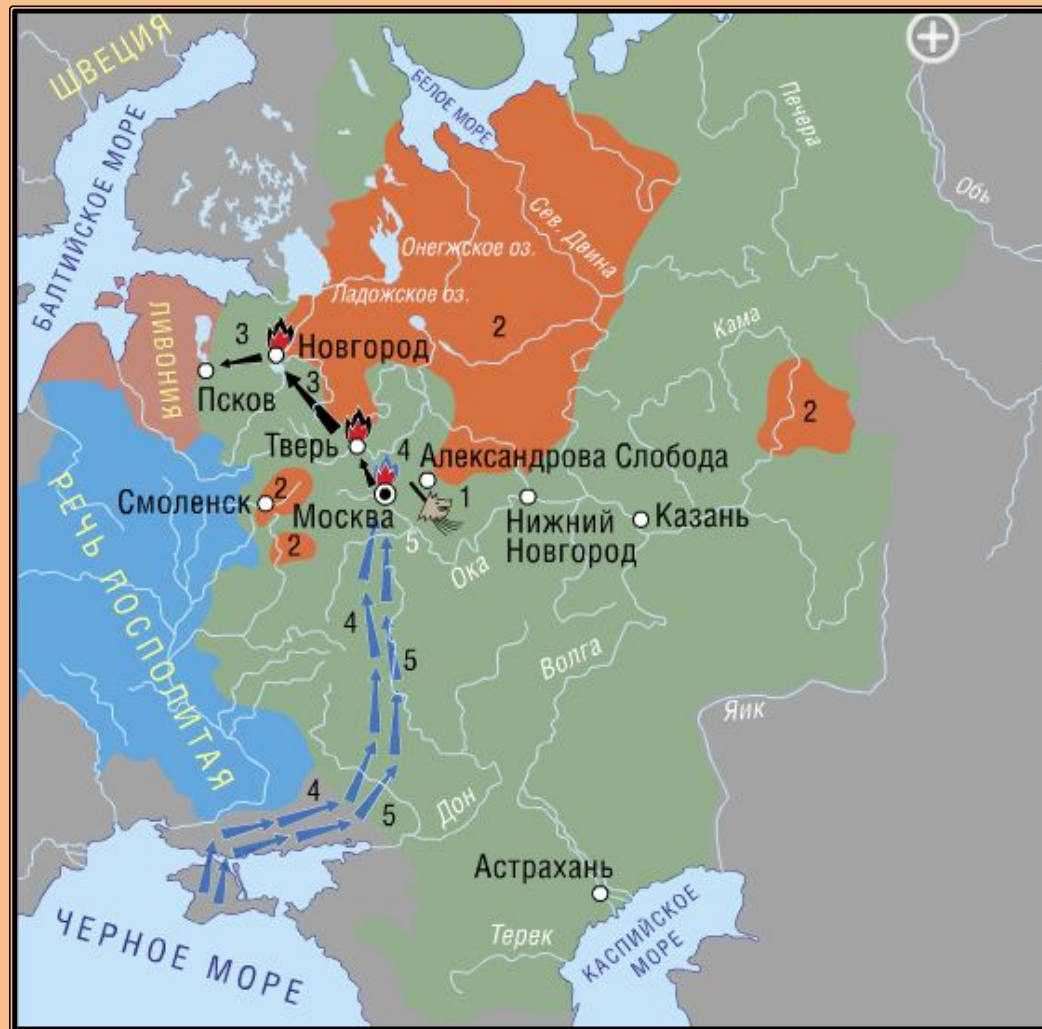 ШВЕЦИЯ
БАЛТИЙСКОЕ МОРЕ
БЕЛОЕ МОРЕ
Печера
Обь
Сев. Двина
Онегжское оз.
Ладожское оз.
2
Кама
ЛИВОНИЯ
3
Новгород
3
Псков
2
Тверь
4
Александрова Слобода
1
Смоленск
2
Москва
Нижний
Новгород
Казань
2
5
Ока
РЕЧЬ ПОСПОЛИТАЯ
4
5
Волга
Яик
4
5
Дон
Астрахань
ЧЕРНОЕ МОРЕ
Терек
КАСПИЙСКОЕ
МОРЕ